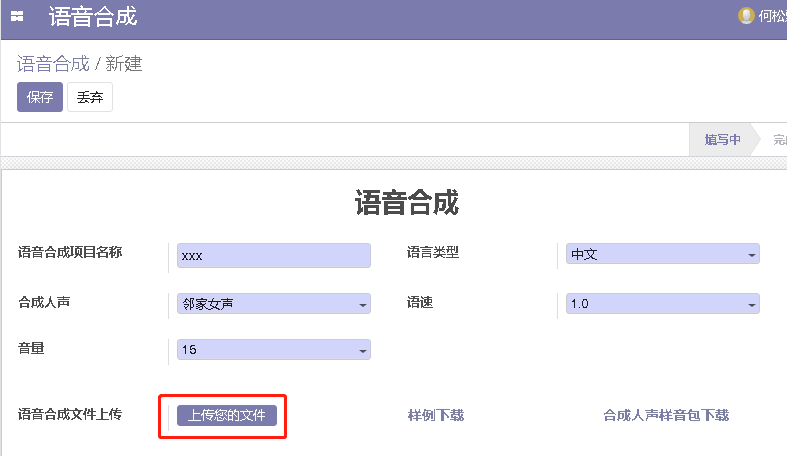 语音合成
何松
语音合成 / 新建
保存 丢弃
填写中
语音合成
语音合成项目名称 xxx 语言类型 中文
合成人声 邻家女声 语速 1.0
音量 15
语音合成文件上传 上传您的文件 样例下载 合成人声样音包下载